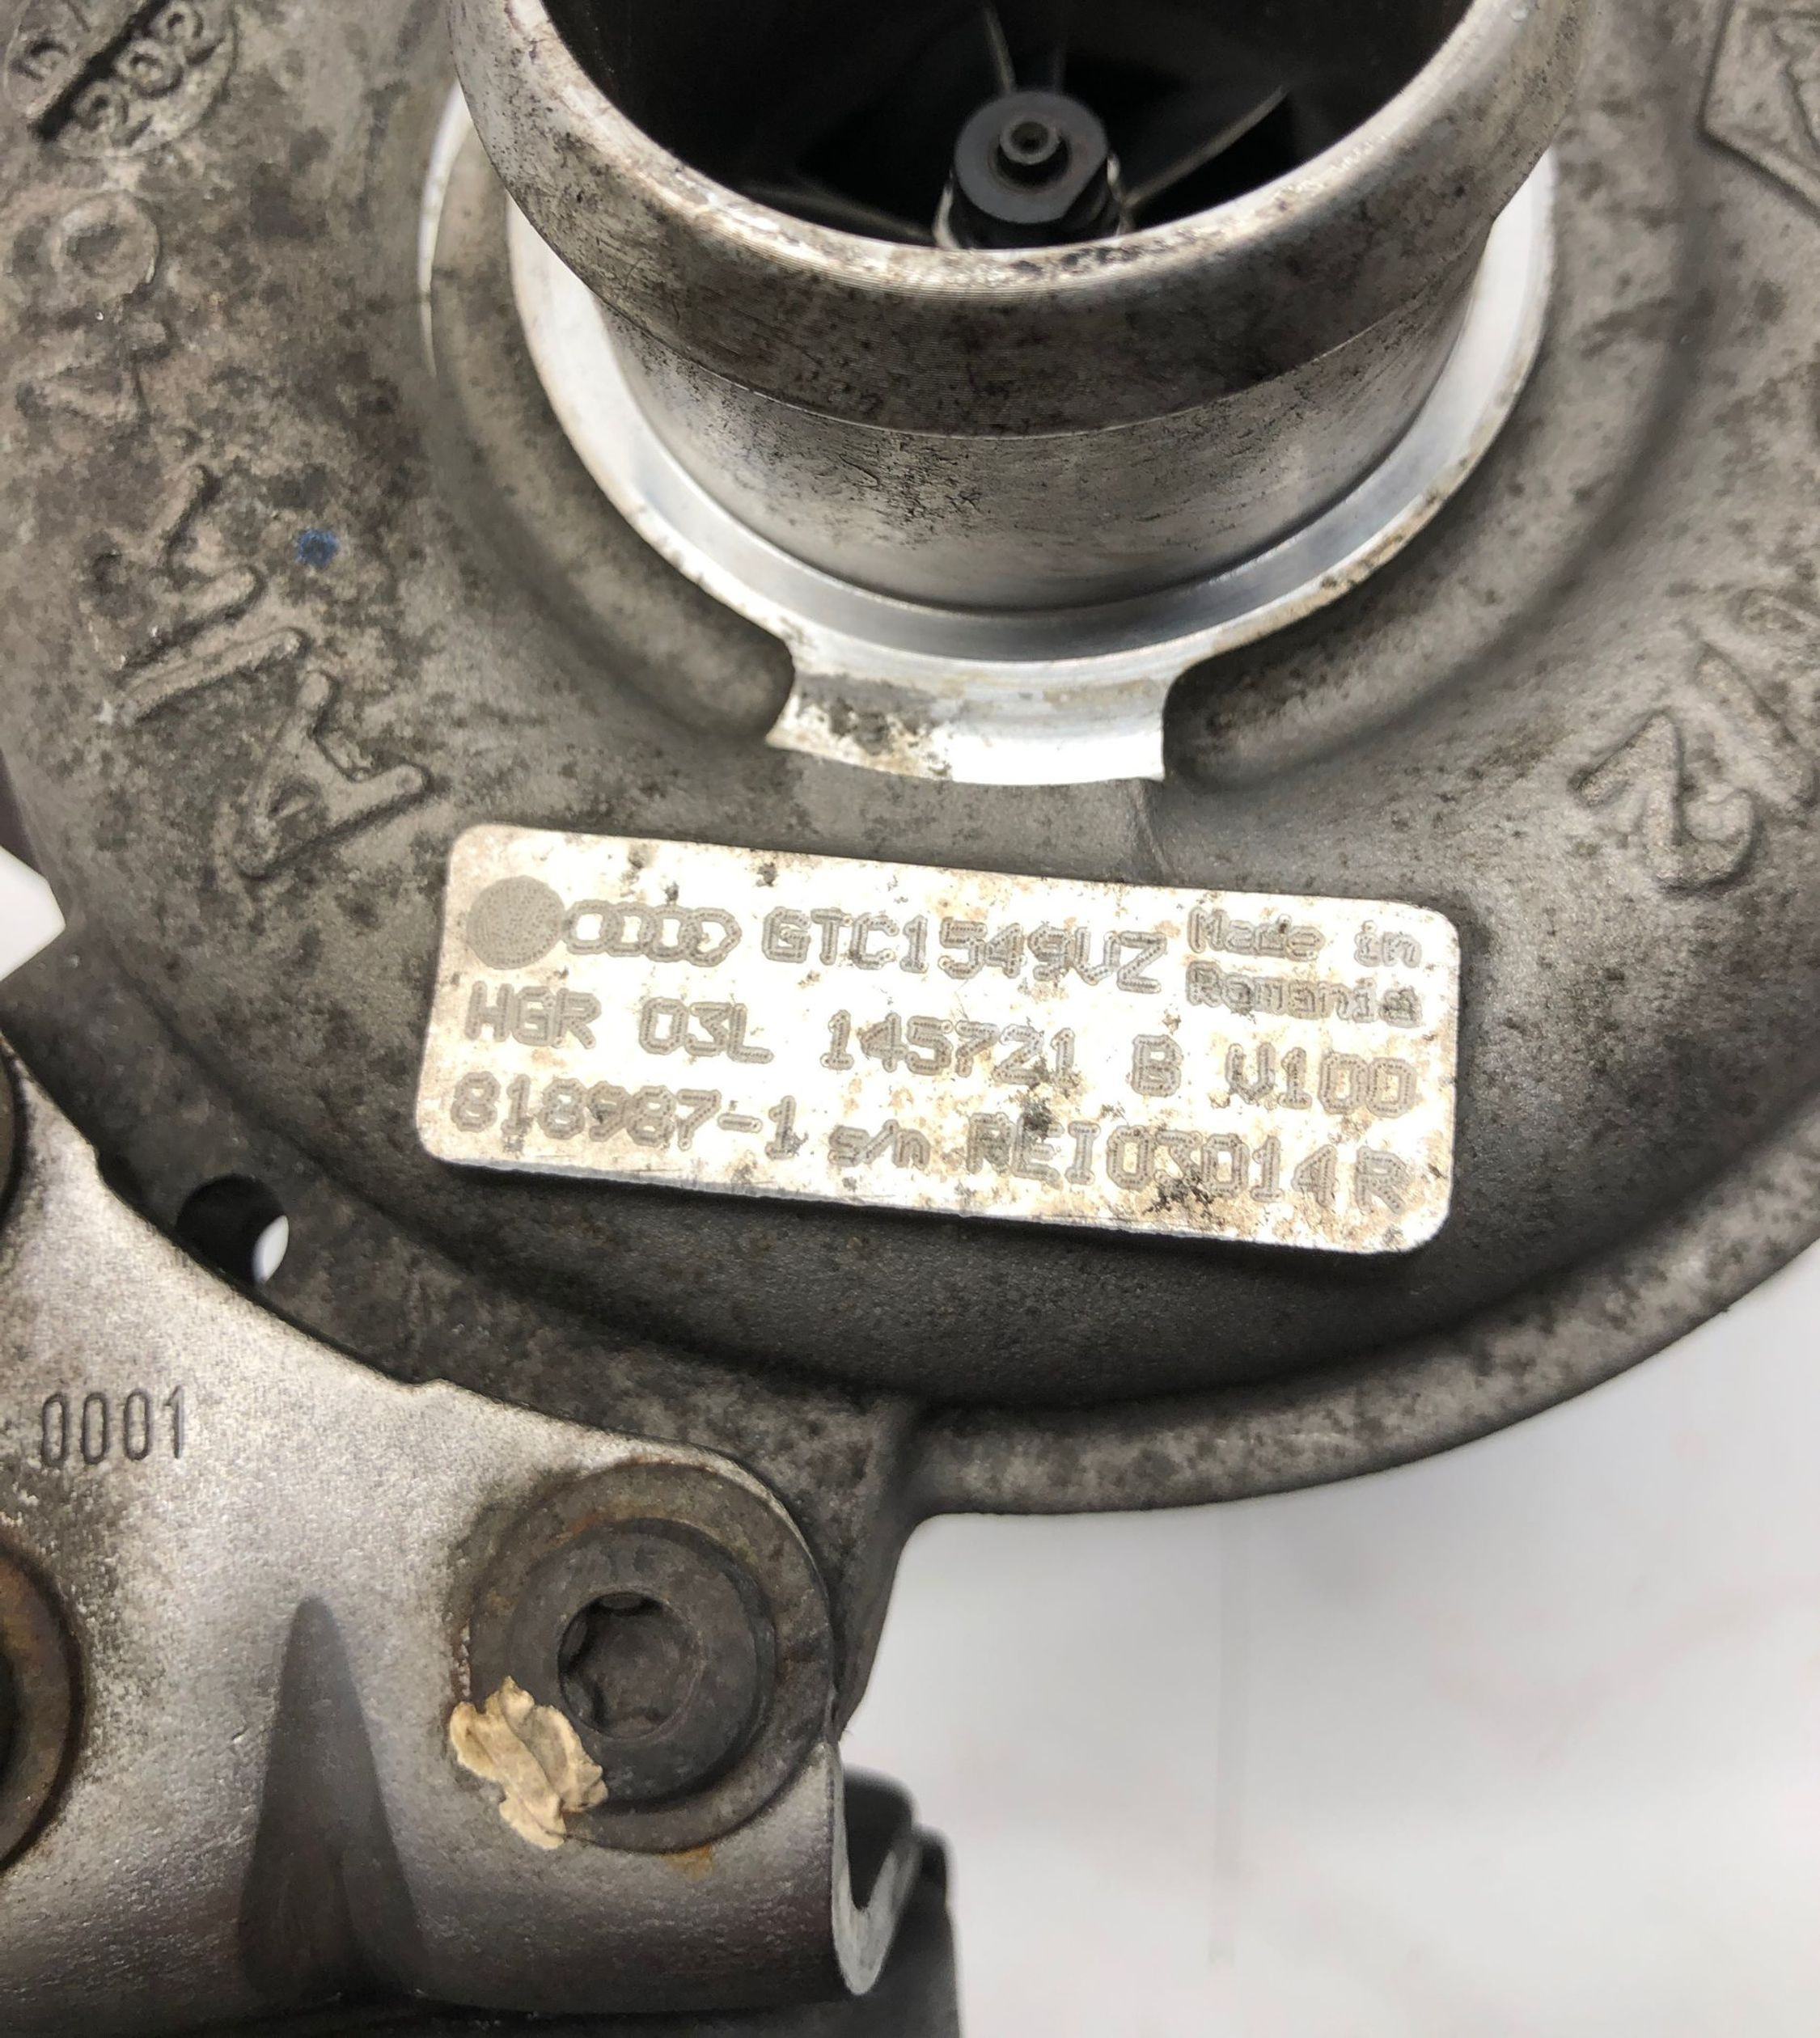 GTC1549VZ Made in
Romania
HGR 03L 145721 B V100
818987-1 s/n REI03014R
0001